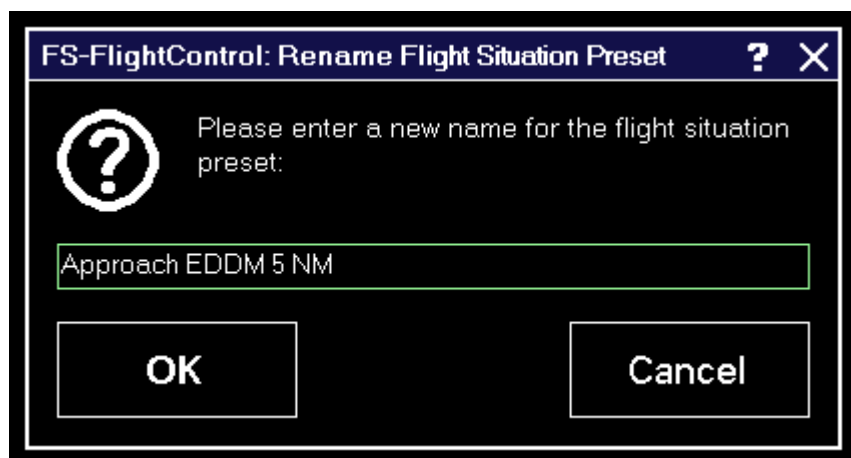 FS-FlightControl: Rename Flight Situation Preset ? X
?
Please enter a new name for the flight situation
preset:
Approach EDDM 5 NM
OK
Cancel